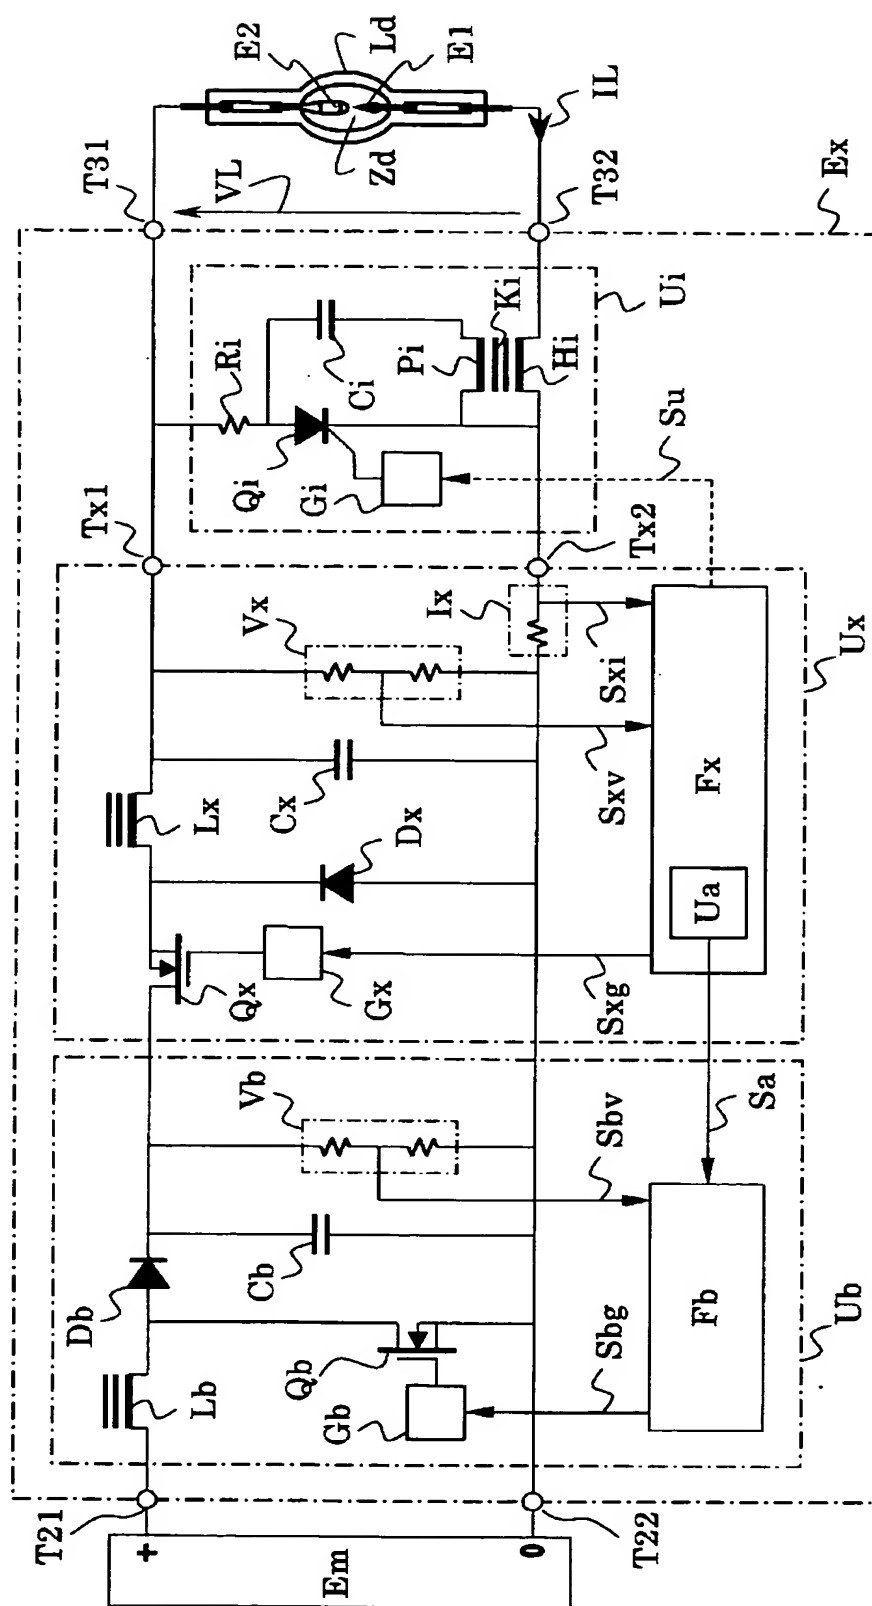 T21
+
Em
0
T22
Lb
Db
Cb
Vb
Qb
Gb
Sbg
Sbv
Fb
Ub
Sa
Qx
Gx
Sxg
Lx
Dx
Cx
Vx
Ix
Sxv
Sxi
Ua
Fx
Ux
Tx1
Tx2
Ri
Qi
Gi
Ci
Pi
Ki
Hi
Ui
Su
T31
T32
VL
IL
E2
Ld
E1
Zd
Ex